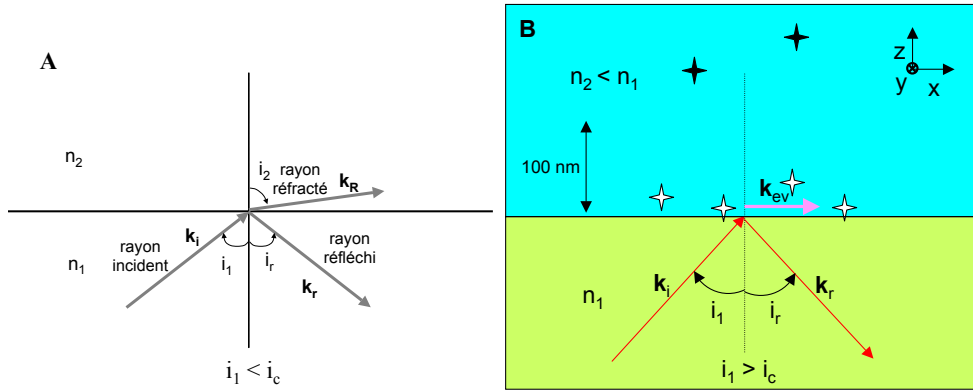 A
n2
i2
rayon
réfracté
kR
rayon
incident
ki
n1
i1
ir
rayon
réfléchi
kr
i1 < ic
B
n2 < n1
z
y
x
100 nm
kev
ki
kr
n1
i1
ir
i1 > ic